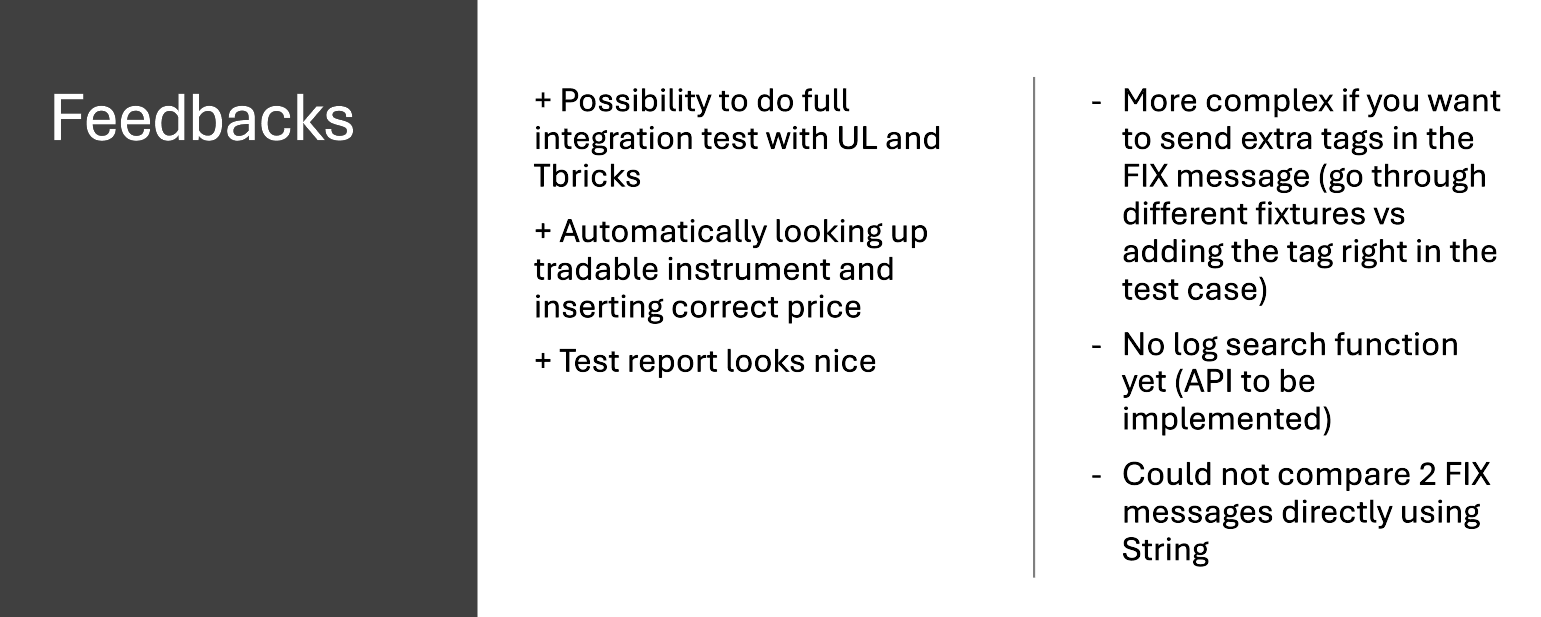 Feedbacks
+ Possibility to do full
integration test with UL and
Tbricks
+ Automatically looking up
tradable instrument and
inserting correct price
+ Test report looks nice
- More complex if you want
to send extra tags in the
FIX message (go through
different fixtures vs
adding the tag right in the
test case)
- No log search function
yet (API to be
implemented)
- Could not compare 2 FIX
messages directly using
String